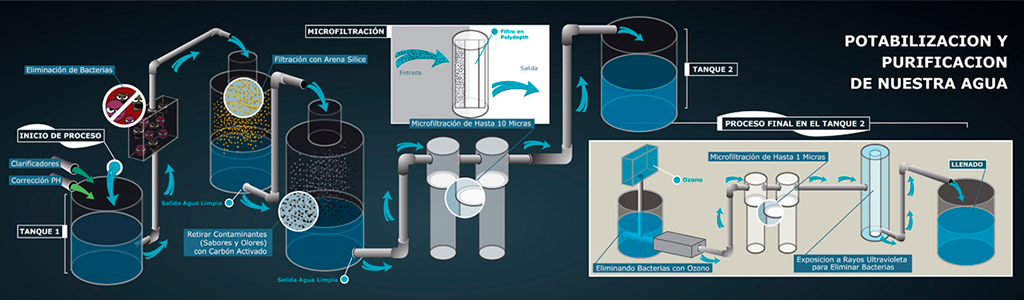 POTABILIZACION Y
PURIFICACION
DE NUESTRA AGUA
INICIO DE PROCESO
Clarificadores
Corrección PH
TANQUE 1
Eliminación de Bacterias
Filtración con Arena Silice
Salida Agua Limpia
Retirar Contaminantes
(Sabores y Olores)
con Carbón Activado
Salida Agua Limpia
MICROFILTRACIÓN
Entrada
Filtro en
Polydepth
Salida
Microfiltración de Hasta 10 Micras
TANQUE 2
PROCESO FINAL EN EL TANQUE 2
Ozono
Eliminando Bacterias con Ozono
Microfiltración de Hasta 1 Micras
Exposicion a Rayos Ultravioleta
para Eliminar Bacterias
LLENADO